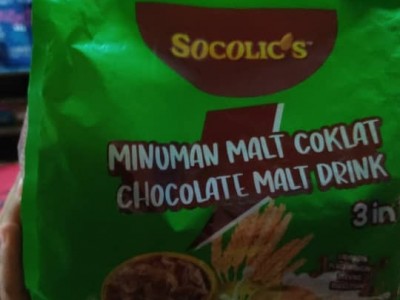 SOCOLIC'S
MINUMAN MALT COKLAT
CHOCOLATE MALT DRINK
3 in